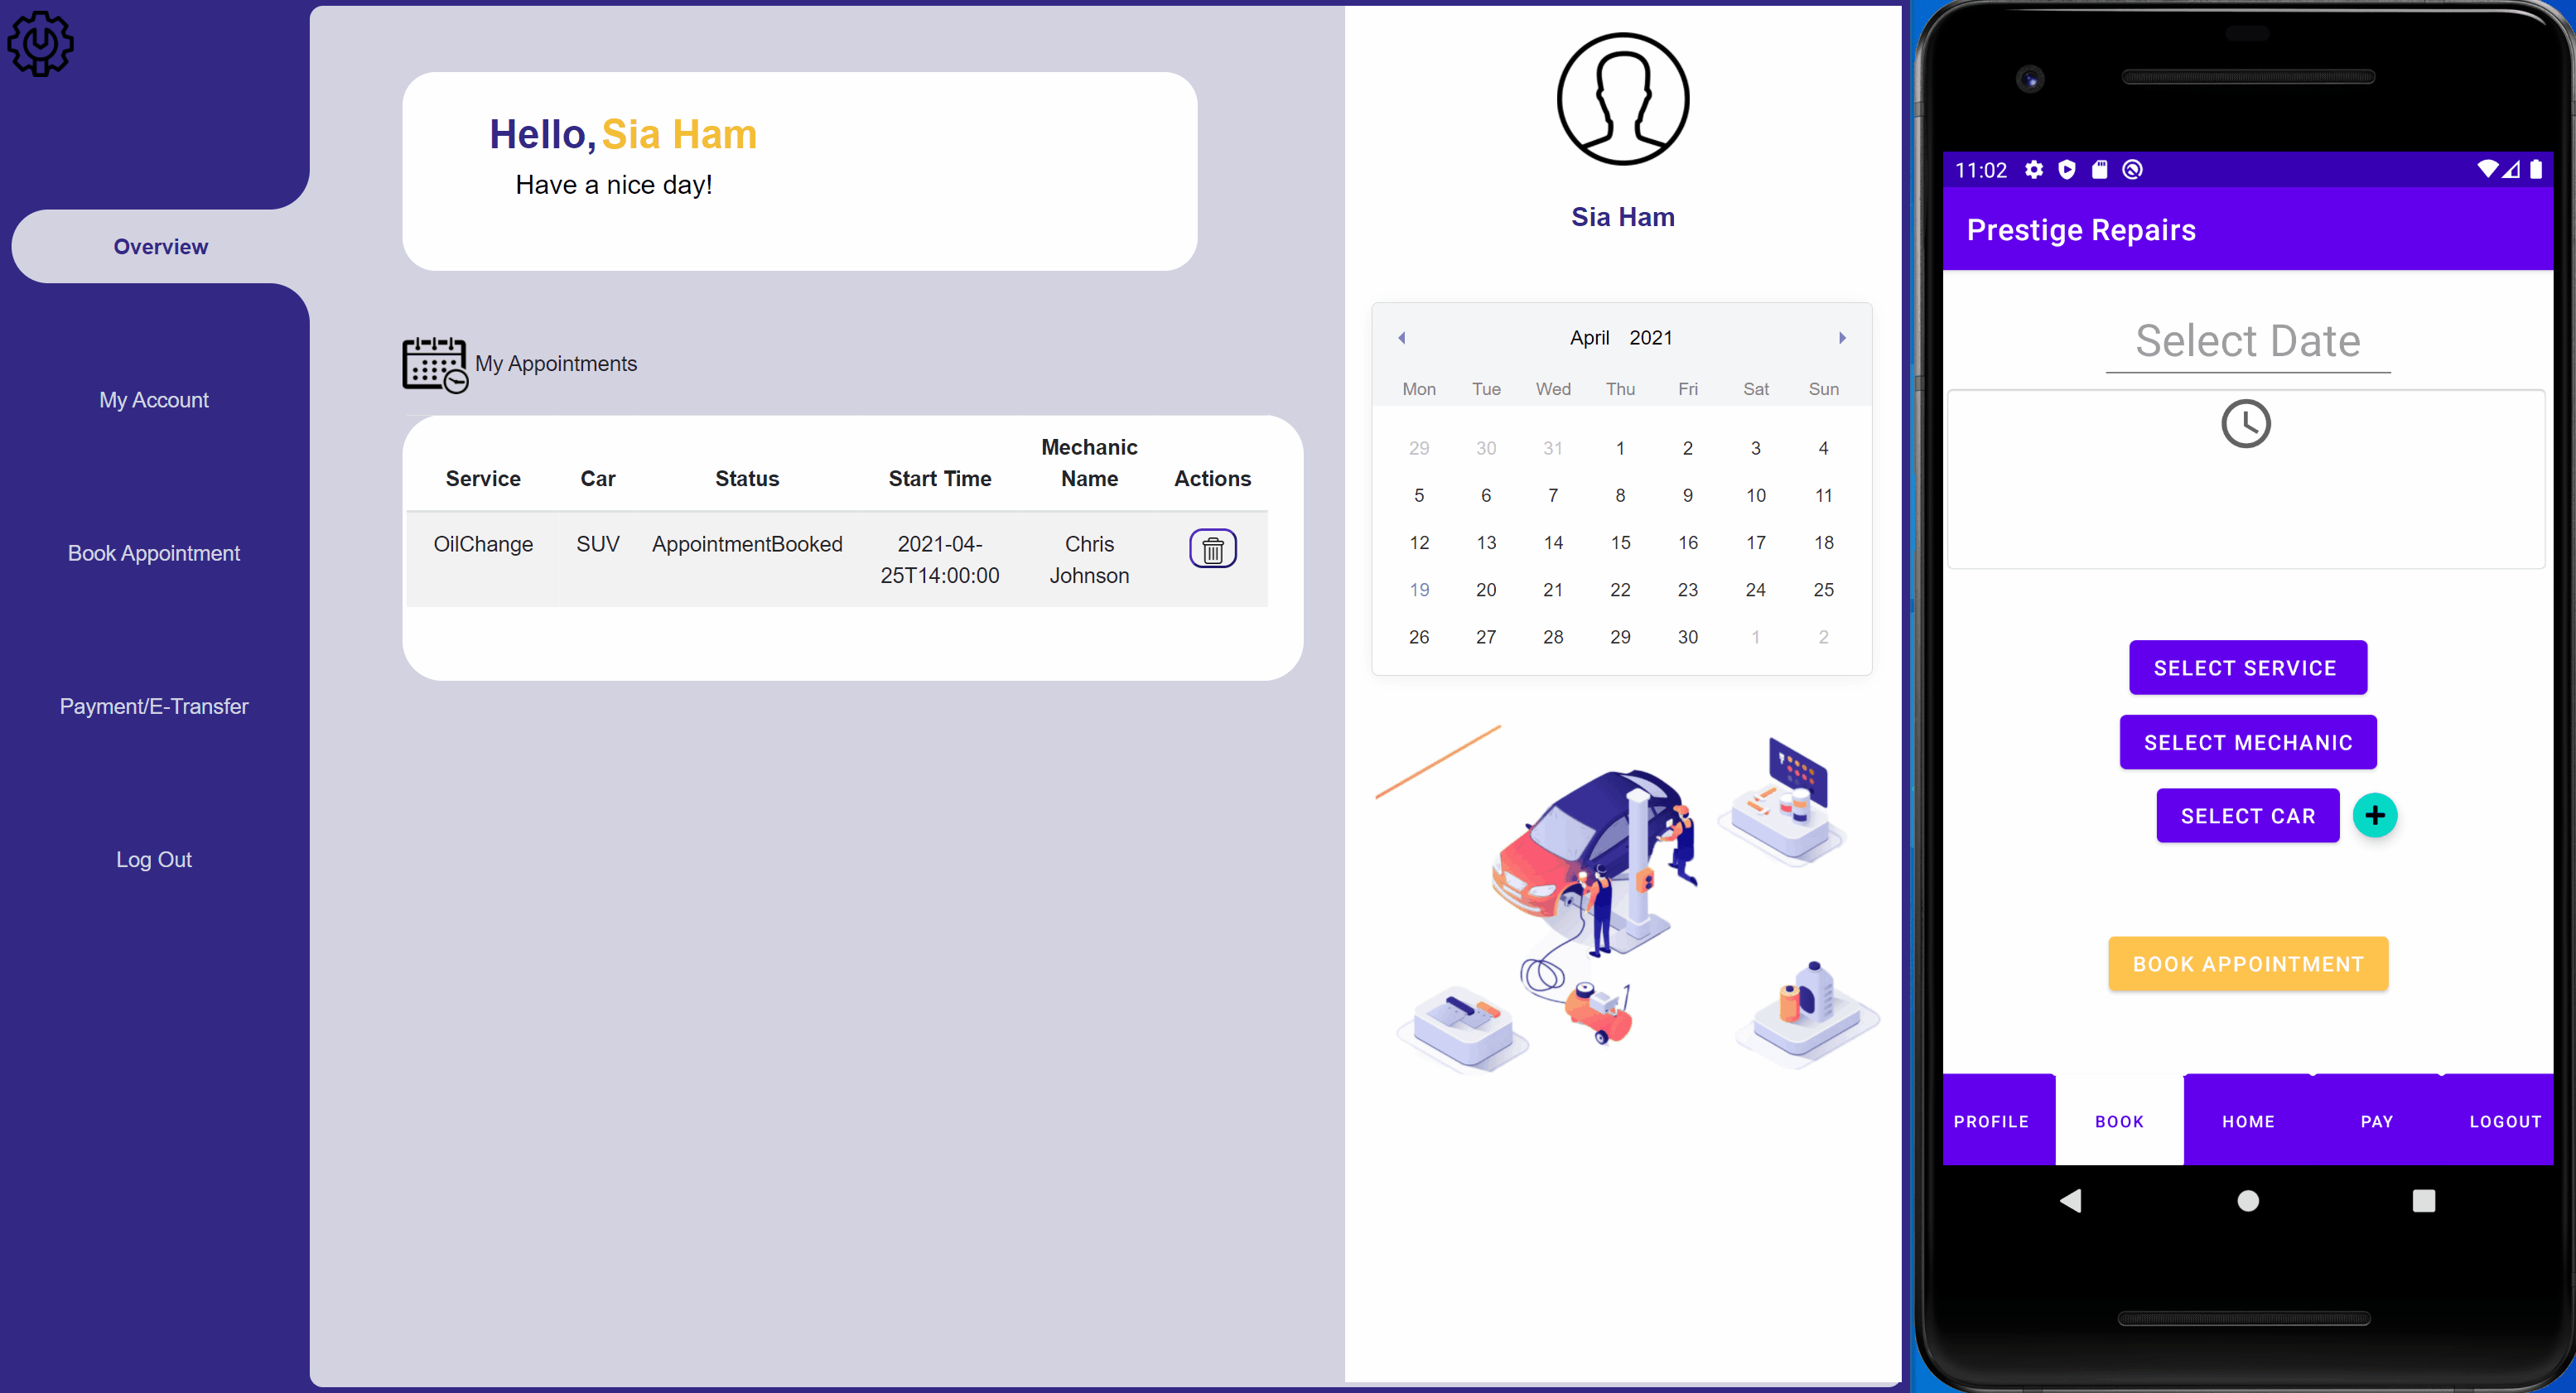 Overview
My Account
Book Appointment
Payment/E-Transfer
Log Out
Hello, Sia Ham
Have a nice day!
My Appointments
Service Car Status Start Time Mechanic Name Actions
OilChange SUV AppointmentBooked 2021-04-25T14:00:00 Chris Johnson
Sia Ham
April 2021
Mon Tue Wed Thu Fri Sat Sun
29 30 31 1 2 3 4
5 6 7 8 9 10 11
12 13 14 15 16 17 18
19 20 21 22 23 24 25
26 27 28 29 30 1 2
11:02
Prestige Repairs
Select Date
SELECT SERVICE
SELECT MECHANIC
SELECT CAR
BOOK APPOINTMENT
PROFILE BOOK HOME PAY LOGOUT